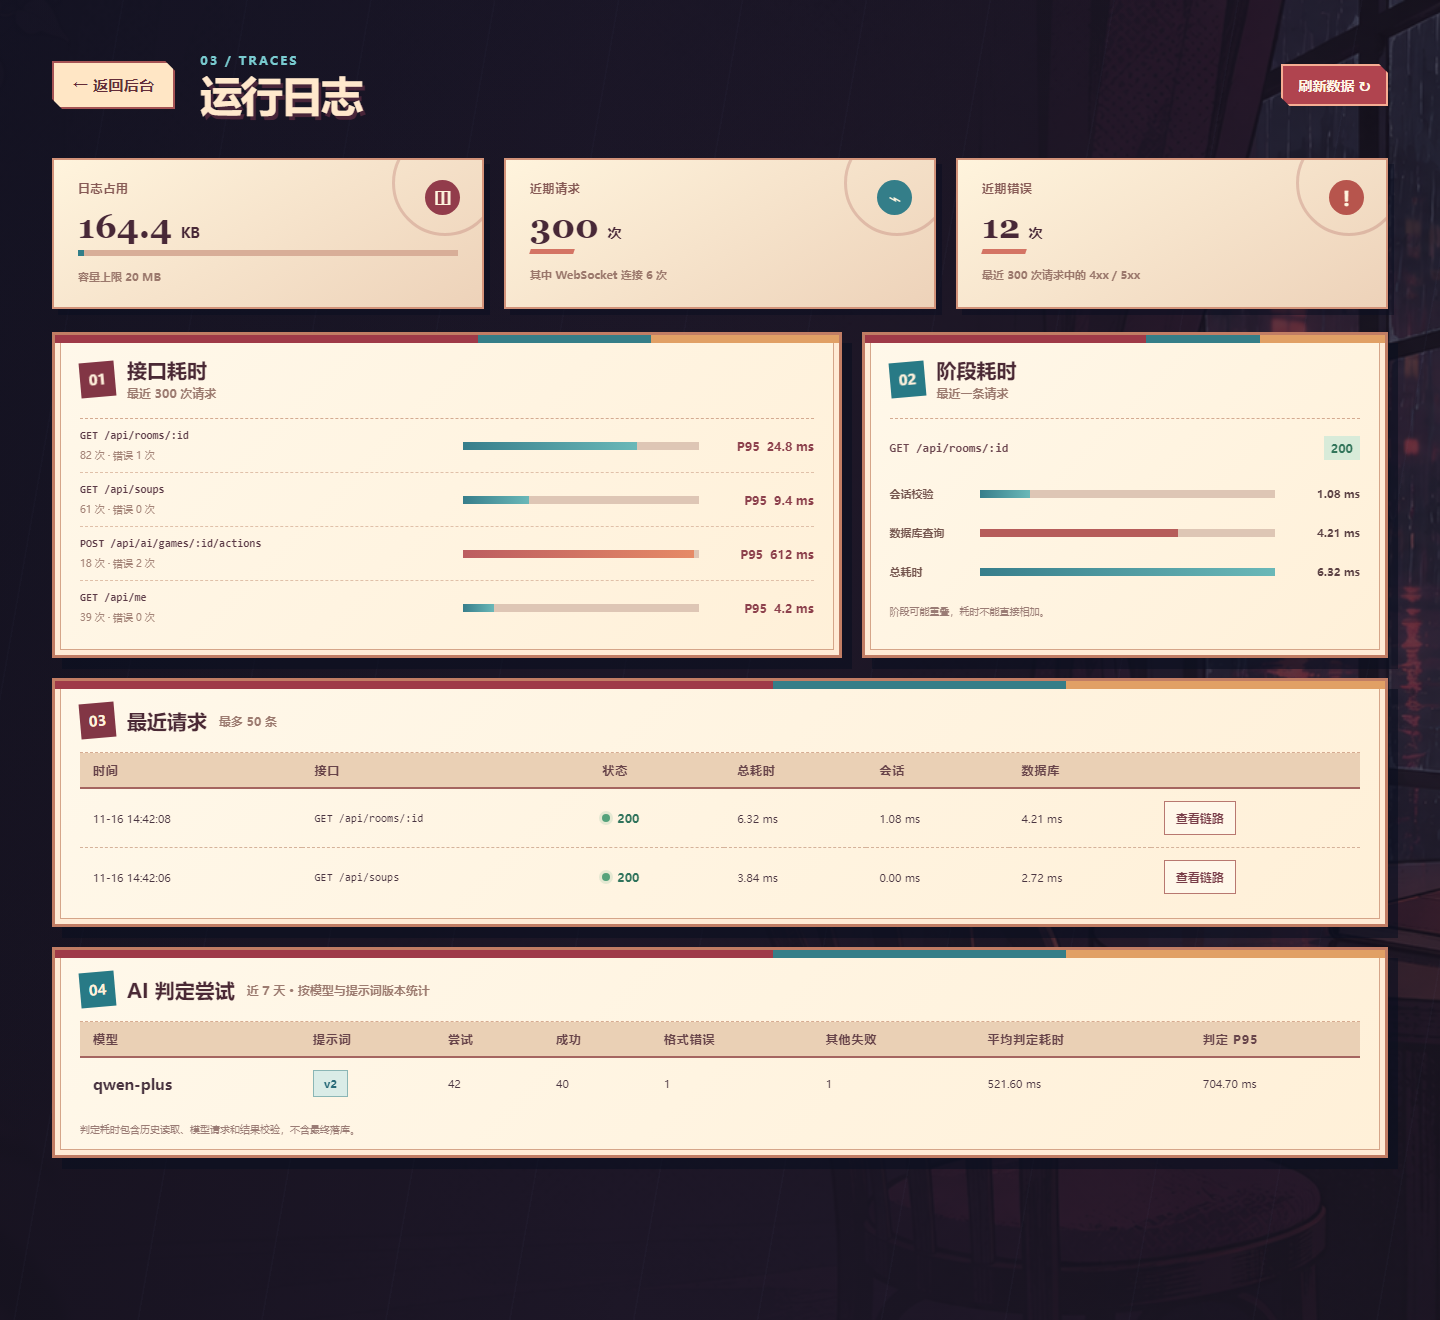 ← 返回后台
03 / TRACES
运行日志
刷新数据 ↻
日志占用
164.4 KB
容量上限 20 MB
近期请求
300 次
其中 WebSocket 连接 6 次
近期错误
!
12 次
最近 300 次请求中的 4xx / 5xx
01
接口耗时
最近 300 次请求
GET /api/rooms/:id
82 次 · 错误 1 次
P95 24.8 ms
GET /api/soups
61 次 · 错误 0 次
P95 9.4 ms
POST /api/ai/games/:id/actions
18 次 · 错误 2 次
P95 612 ms
GET /api/me
39 次 · 错误 0 次
P95 4.2 ms
02
阶段耗时
最近一条请求
GET /api/rooms/:id 200
会话校验 1.08 ms
数据库查询 4.21 ms
总耗时 6.32 ms
阶段可能重叠，耗时不能直接相加。
03 最近请求 最多 50 条
时间 接口 状态 总耗时 会话 数据库
11-16 14:42:08 GET /api/rooms/:id 200 6.32 ms 1.08 ms 4.21 ms 查看链路
11-16 14:42:06 GET /api/soups 200 3.84 ms 0.00 ms 2.72 ms 查看链路
04 AI 判定尝试 近 7 天 · 按模型与提示词版本统计
模型 提示词 尝试 成功 格式错误 其他失败 平均判定耗时 判定 P95
qwen-plus v2 42 40 1 1 521.60 ms 704.70 ms
判定耗时包含历史读取、模型请求和结果校验，不含最终落库。